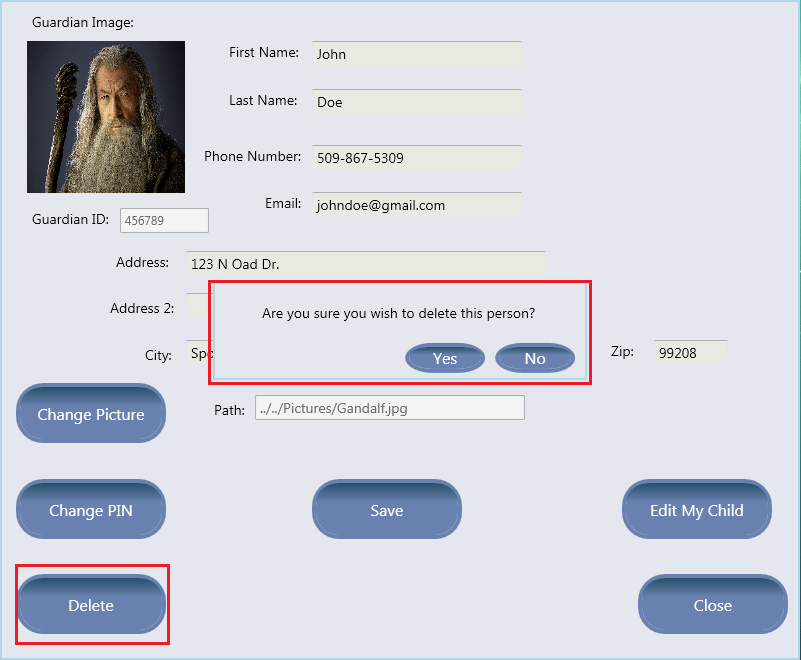 Guardian Image:
First Name: John
Last Name: Doe
Phone Number: 509-867-5309
Email: johndoe@gmail.com
Guardian ID: 456789
Address: 123 N Oad Dr.
Address 2:
Are you sure you wish to delete this person?
Yes No
City: Spo
Zip: 99208
Change Picture
Path: ../../Pictures/Gandalf.jpg
Change PIN Save Edit My Child
Delete Close